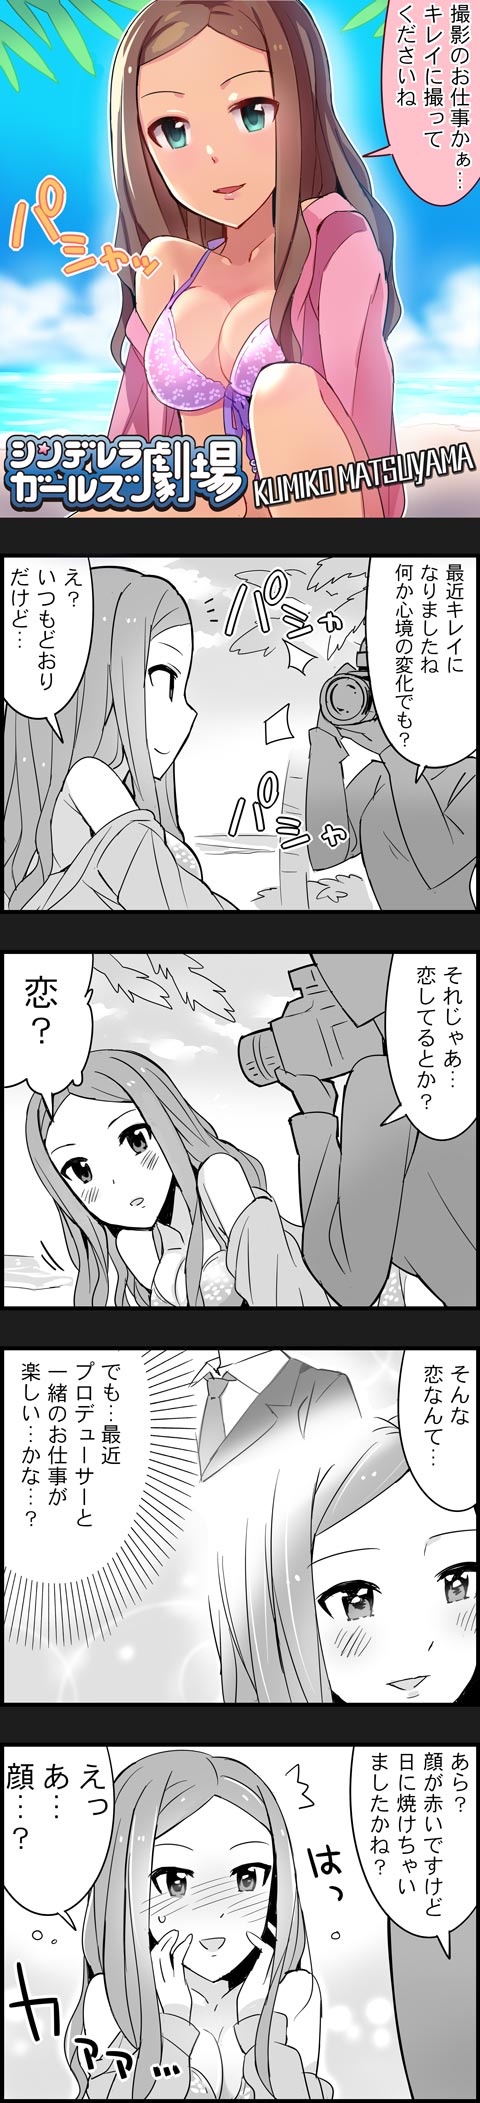 撮影のお仕事かぁ…
キレイに撮って
くださいね
パシャッ
シンデレラ
ガールズ劇場
KUMIKO MATSUYAMA
最近キレイに
なりましたね
何か心境の変化でも？
え？
いつもどおり
だけど…
パシャ
パシャ
それじゃあ…
恋してるとか？
恋？
そんな
恋なんて…
でも…最近
プロデューサーと
一緒のお仕事が
楽しい…かな…？
あら？
顔が赤いですけど
日に焼けちゃい
ましたかね？
えっ
あ…
顔…？
はっ
カァァァ…